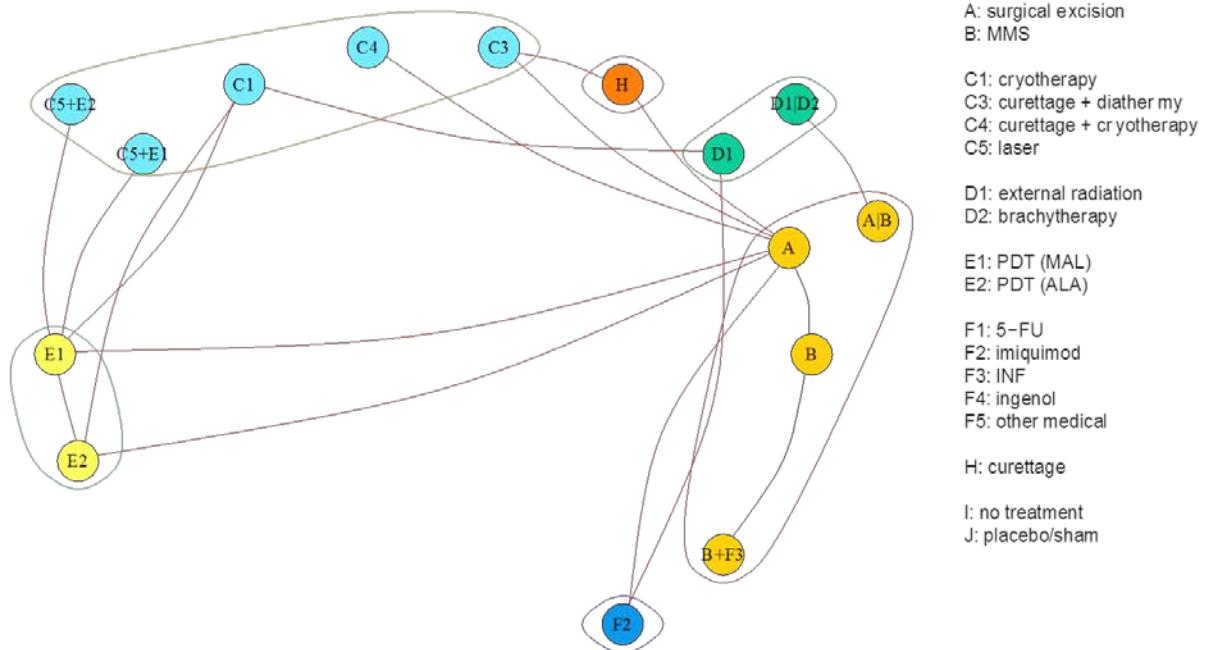 A: surgical excision
B: MMS
C1: cryotherapy
C3: curettage + diather my
C4: curettage + cryotherapy
C5: laser
D1: external radiation
D2: brachytherapy
E1: PDT (MAL)
E2: PDT (ALA)
F1: 5−FU
F2: imiquimod
F3: INF
F4: ingenol
F5: other medical
H: curettage
I: no treatment
J: placebo/sham
C4
C3
C1
H
C5+E2
D1|D2
C5+E1
D1
A|B
A
E1
B
E2
B+F3
F2